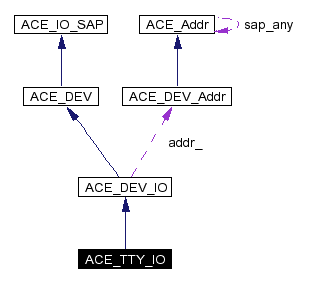 ACE_IO_SAP
ACE_Addr
sap_any
ACE_DEV
ACE_DEV_Addr
addr_
ACE_DEV_IO
ACE_TTY_IO